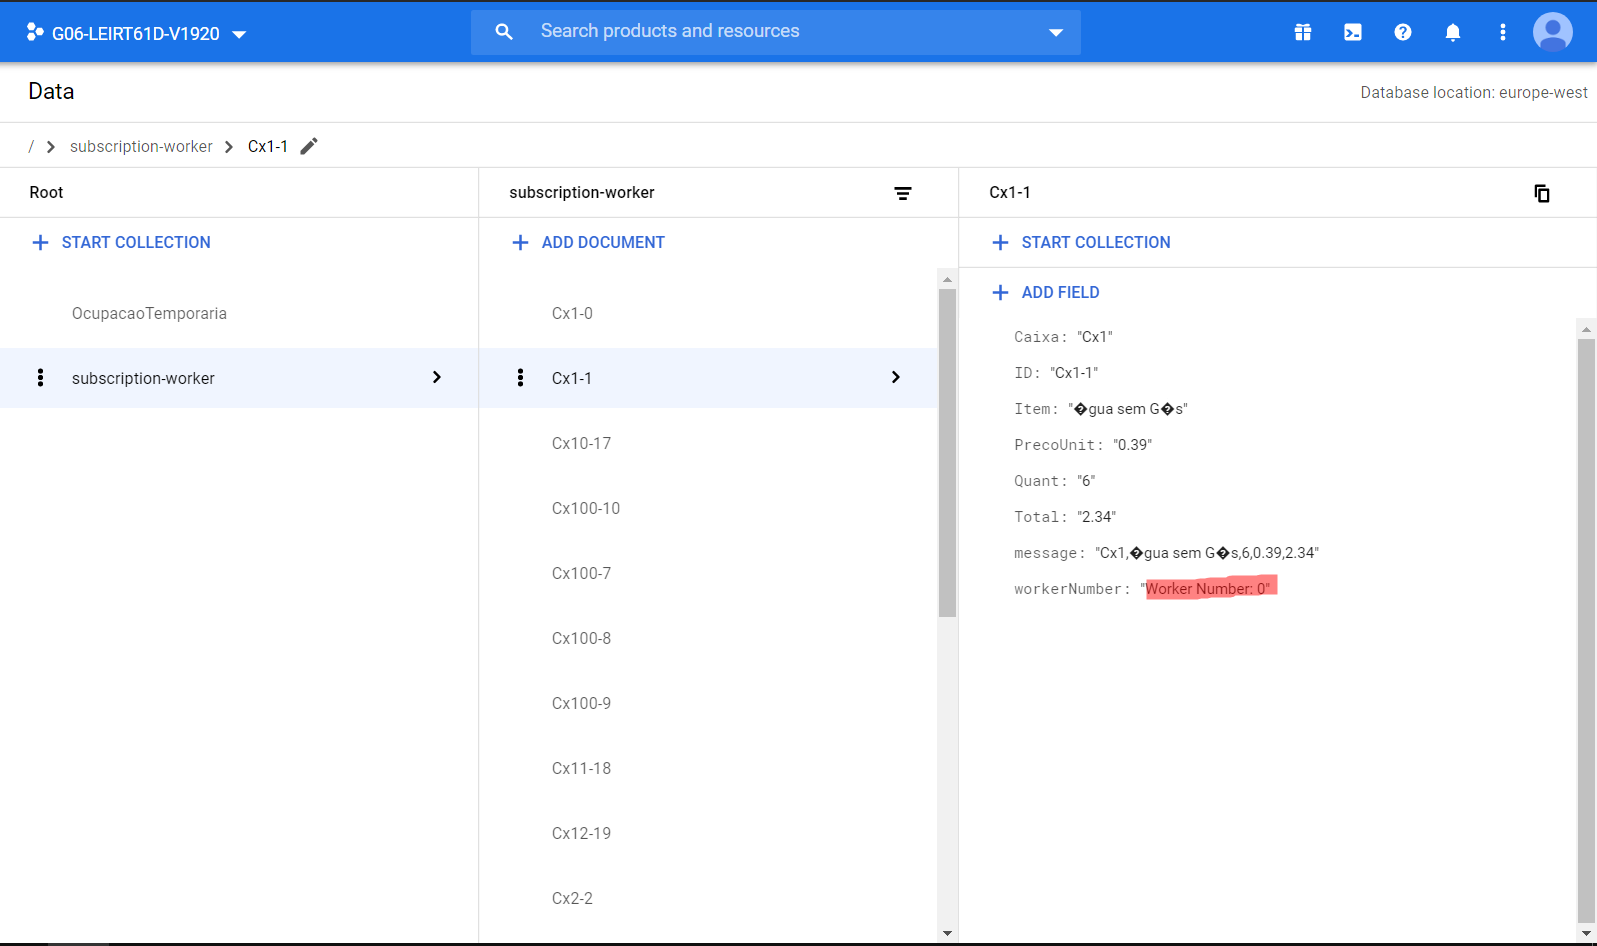 G06-LEIRT61D-V1920
Search products and resources
Data
Database location: europe-west
/ > subscription-worker > Cx1-1
Root
START COLLECTION
OcupacaoTemporaria
subscription-worker
subscription-worker
ADD DOCUMENT
Cx1-0
Cx1-1
Cx10-17
Cx100-10
Cx100-7
Cx100-8
Cx100-9
Cx11-18
Cx12-19
Cx2-2
Cx1-1
START COLLECTION
ADD FIELD
Caixa: "Cx1"
ID: "Cx1-1"
Item: "�gua sem G�s"
PrecoUnit: "0.39"
Quant: "6"
Total: "2.34"
message: "Cx1,�gua sem G�s,6,0.39,2.34"
workerNumber: "Worker Number: 0"